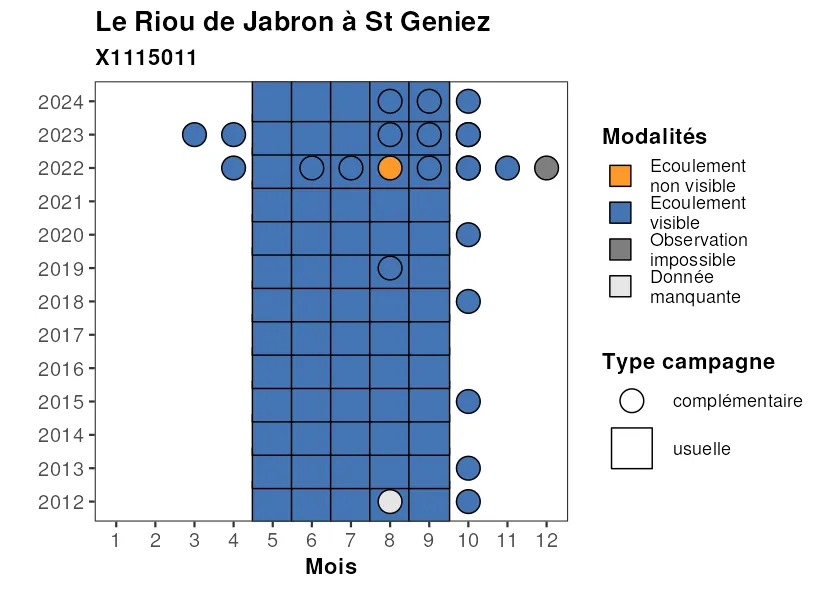 Le Riou de Jabron à St Geniez
X1115011
2024
2023
2022
2021
2020
2019
2018
2017
2016
2015
2014
2013
2012
1 2 3 4 5 6 7 8 9 10 11 12
Mois
Modalités
Ecoulement
non visible
Ecoulement
visible
Observation
impossible
Donnée
manquante
Type campagne
complémentaire
usuelle